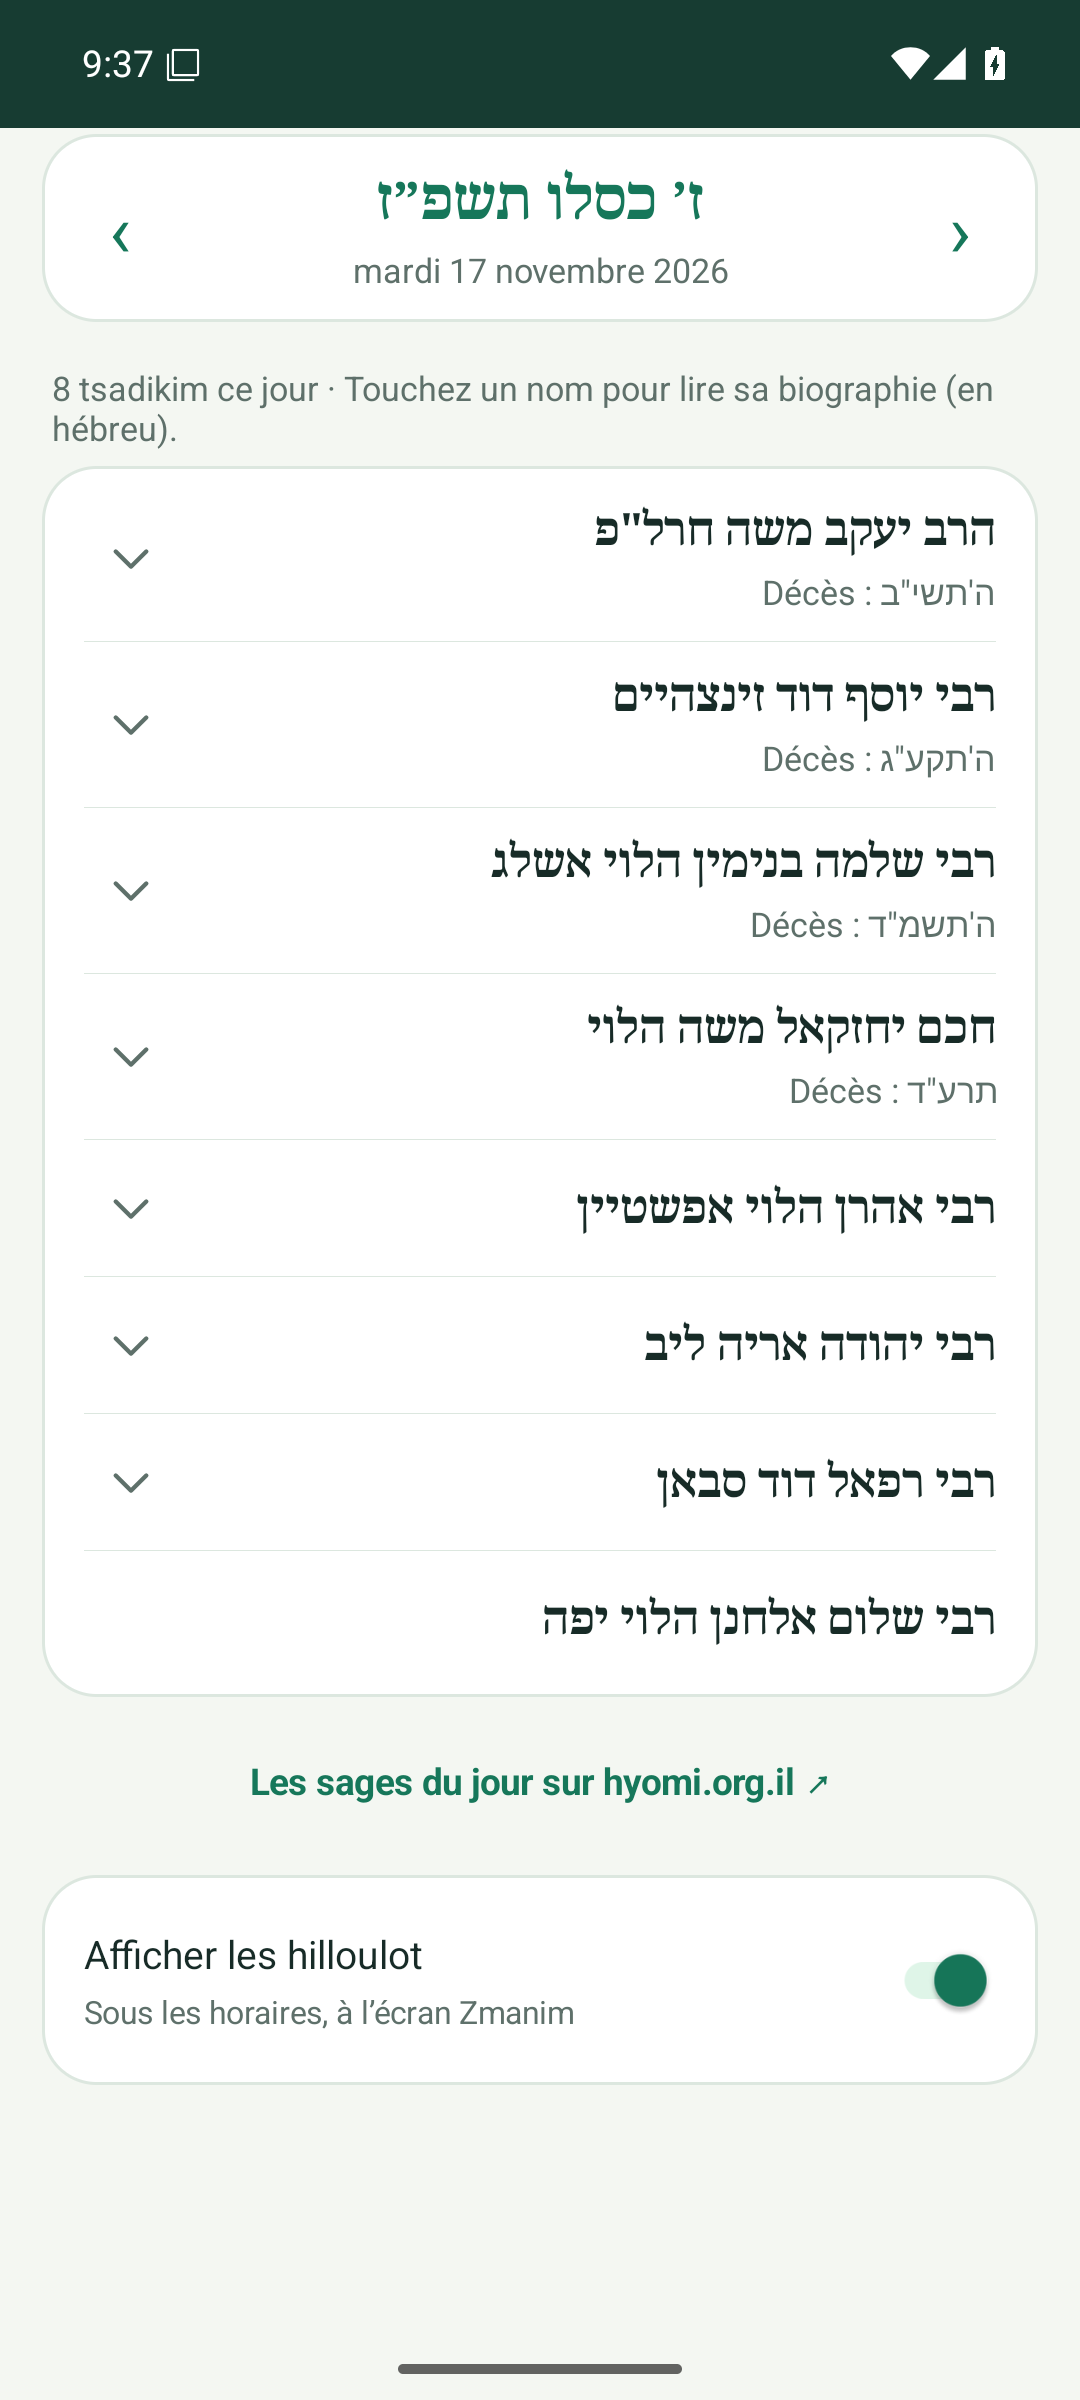 9:37
ז׳ כסלו תשפ״ז
mardi 17 novembre 2026
8 tsadikim ce jour · Touchez un nom pour lire sa biographie (en
hébreu).
הרב יעקב משה חרל"פ
Décès : ה'תשי"ב
רבי יוסף דוד זינצהיים
Décès : ה'תקע"ג
רבי שלמה בנימין הלוי אשלג
Décès : ה'תשמ"ד
חכם יחזקאל משה הלוי
Décès : תרע"ד
רבי אהרן הלוי אפשטיין
רבי יהודה אריה ליב
רבי רפאל דוד סבאן
רבי שלום אלחנן הלוי יפה
Les sages du jour sur hyomi.org.il ↗
Afficher les hilloulot
Sous les horaires, à l’écran Zmanim